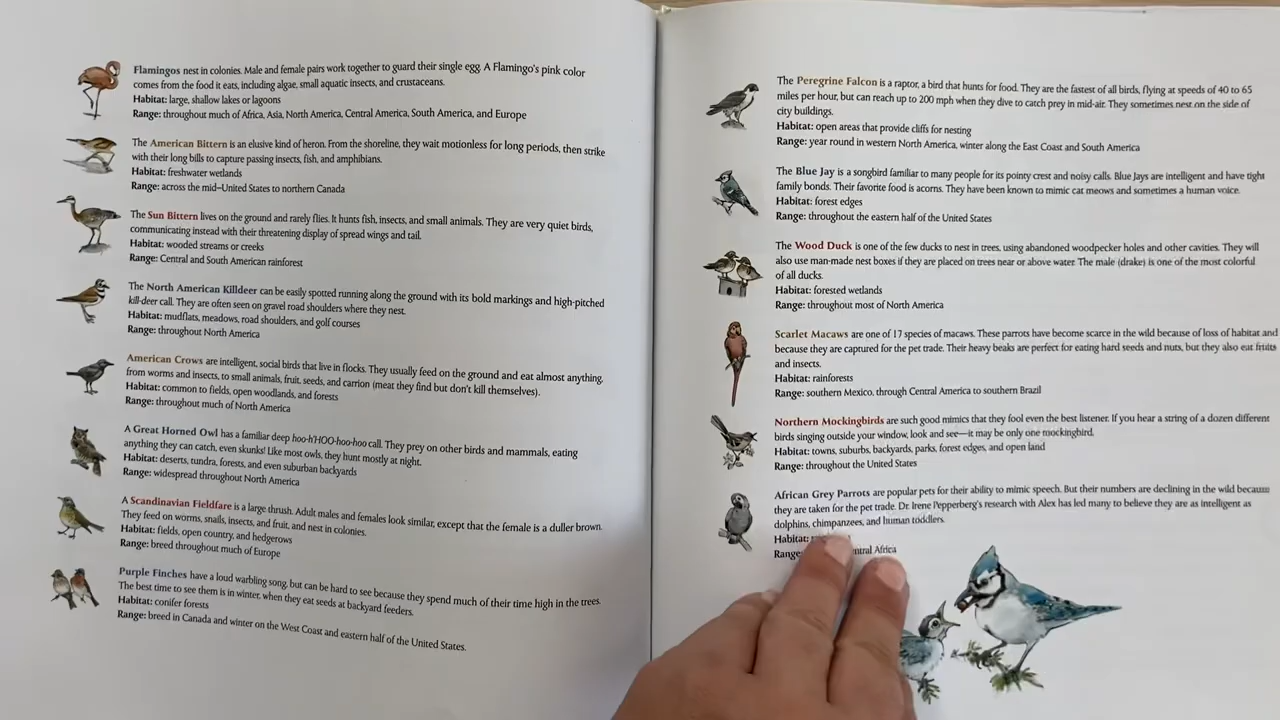 Flamingos nest in colonies. Male and female pairs work together to guard their single egg. A Flamingo's pink color
comes from the food it eats, including algae, small aquatic insects, and crustaceans.
Habitat: large, shallow lakes or lagoons
Range: throughout much of Africa, Asia, North America, Central America, South America, and Europe
The American Bittern is an elusive kind of heron. From the shoreline, they wait motionless for long periods, then strike
with their long bills to capture passing insects, fish, and amphibians.
Habitat: freshwater wetlands
Range: across the mid–United States to northern Canada
The Sun Bittern lives on the ground and rarely flies. It hunts fish, insects, and small animals. They are very quiet birds,
communicating instead with their threatening display of spread wings and tail.
Habitat: wooded streams or creeks
Range: Central and South American rainforest
The North American Killdeer can be easily spotted running along the ground with its bold markings and high-pitched
kill-deer call. They are often seen on gravel road shoulders where they nest.
Habitat: mudflats, meadows, road shoulders, and golf courses
Range: throughout North America
American Crows are intelligent, social birds that live in flocks. They usually feed on the ground and eat almost anything,
from worms and insects, to small animals, fruit, seeds, and carrion (meat they find but don't kill themselves).
Habitat: common to fields, open woodlands, and forests
Range: throughout much of North America
A Great Horned Owl has a familiar deep hoo-h'HOO-hoo-hoo call. They prey on other birds and mammals, eating
anything they can catch, even skunks! Like most owls, they hunt mostly at night.
Habitat: deserts, tundra, forests, and even suburban backyards
Range: widespread throughout North America
A Scandinavian Fieldfare is a large thrush. Adult males and females look similar, except that the female is a duller brown.
They feed on worms, snails, insects, and fruit, and nest in colonies.
Habitat: fields, open country, and hedgerows
Range: breed throughout much of Europe
Purple Finches have a loud warbling song, but can be hard to see because they spend much of their time high in the trees.
The best time to see them is in winter, when they eat seeds at backyard feeders.
Habitat: conifer forests
Range: breed in Canada and winter on the West Coast and eastern half of the United States.
The Peregrine Falcon is a raptor, a bird that hunts for food. They are the fastest of all birds, flying at speeds of 40 to 65
miles per hour, but can reach up to 200 mph when they dive to catch prey in mid-air. They sometimes nest on the side of
city buildings.
Habitat: open areas that provide cliffs for nesting
Range: year round in western North America, winter along the East Coast and South America
The Blue Jay is a songbird familiar to many people for its pointy crest and noisy calls. Blue Jays are intelligent and have tight
family bonds. Their favorite food is acorns. They have been known to mimic cat meows and sometimes a human voice.
Habitat: forest edges
Range: throughout the eastern half of the United States
The Wood Duck is one of the few ducks to nest in trees, using abandoned woodpecker holes and other cavities. They will
also use man-made nest boxes if they are placed on trees near or above water. The male (drake) is one of the most colorful
of all ducks.
Habitat: forested wetlands
Range: throughout most of North America
Scarlet Macaws are one of 17 species of macaws. These parrots have become scarce in the wild because of loss of habitat and
because they are captured for the pet trade. Their heavy beaks are perfect for eating hard seeds and nuts, but they also eat fruits
and insects.
Habitat: rainforests
Range: southern Mexico, through Central America to southern Brazil
Northern Mockingbirds are such good mimics that they fool even the best listener. If you hear a string of a dozen different
birds singing outside your window, look and see—it may be only one mockingbird.
Habitat: towns, suburbs, backyards, parks, forest edges, and open land
Range: throughout the United States
African Grey Parrots are popular pets for their ability to mimic speech. But their numbers are declining in the wild because
they are taken for the pet trade. Dr. Irene Pepperberg's research with Alex has led many to believe they are as intelligent as
dolphins, chimpanzees, and human toddlers.
Habitat:
Range Africa